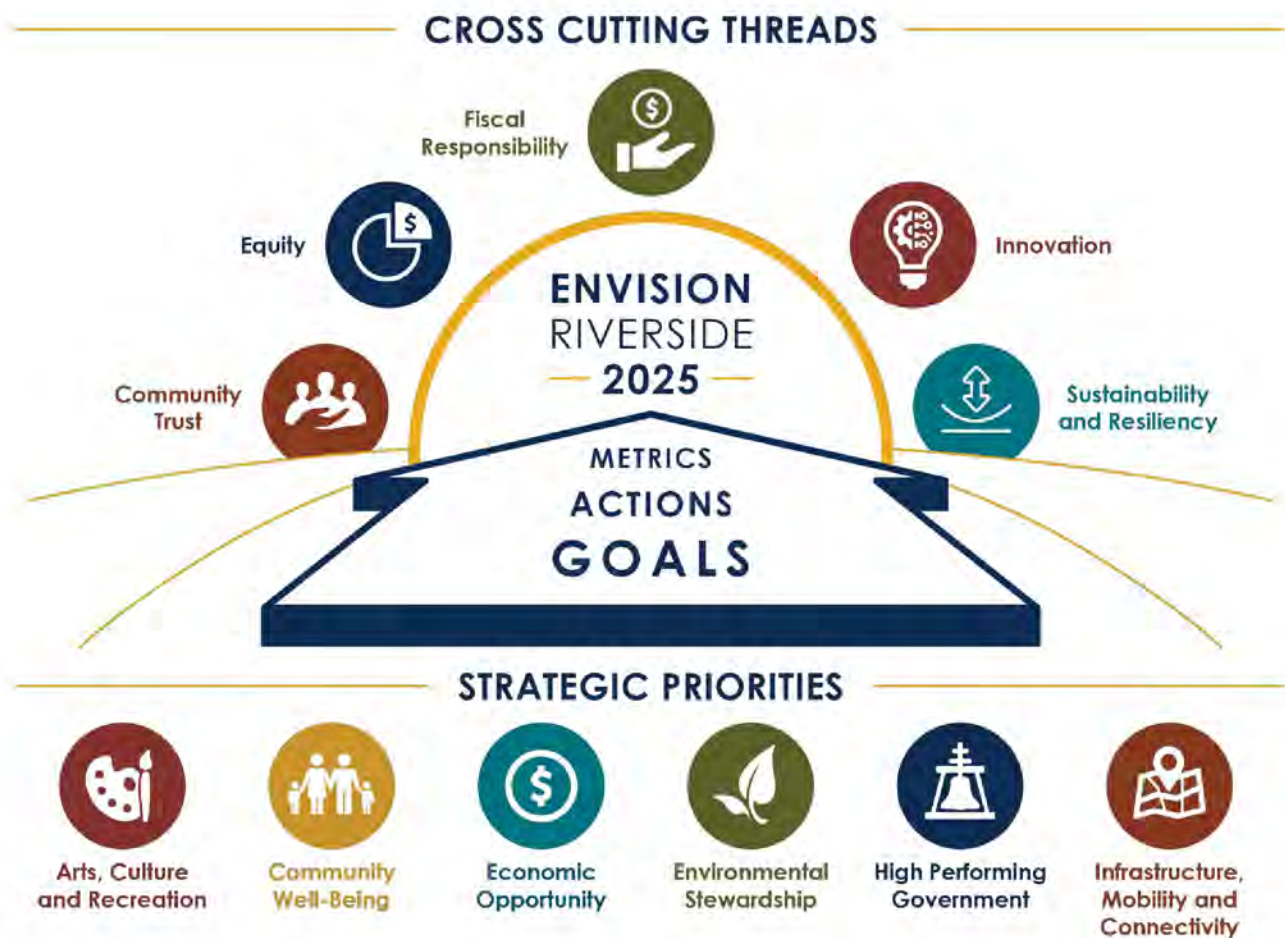 CROSS CUTTING THREADS
Fiscal
Responsibility
$
Equity
$
Innovation
ENVISION
RIVERSIDE
2025
Community
Trust
Sustainability
and Resiliency
METRICS
ACTIONS
GOALS
STRATEGIC PRIORITIES
$
Arts, Culture
and Recreation
Community
Well-Being
Economic
Opportunity
Environmental
Stewardship
High Performing
Government
Infrastructure,
Mobility and
Connectivity